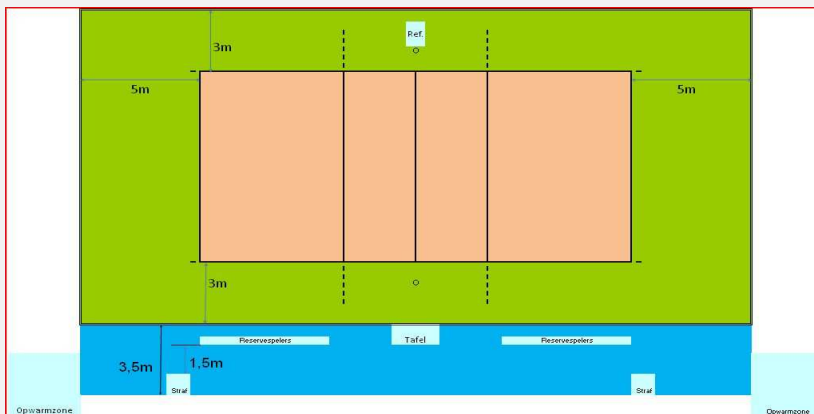 Ref.
3m
5m
5m
3m
Reservespelers
Tafel
Reservespelers
3,5m
1,5m
Straf
Straf
Opwarmzone
Opwarmzone